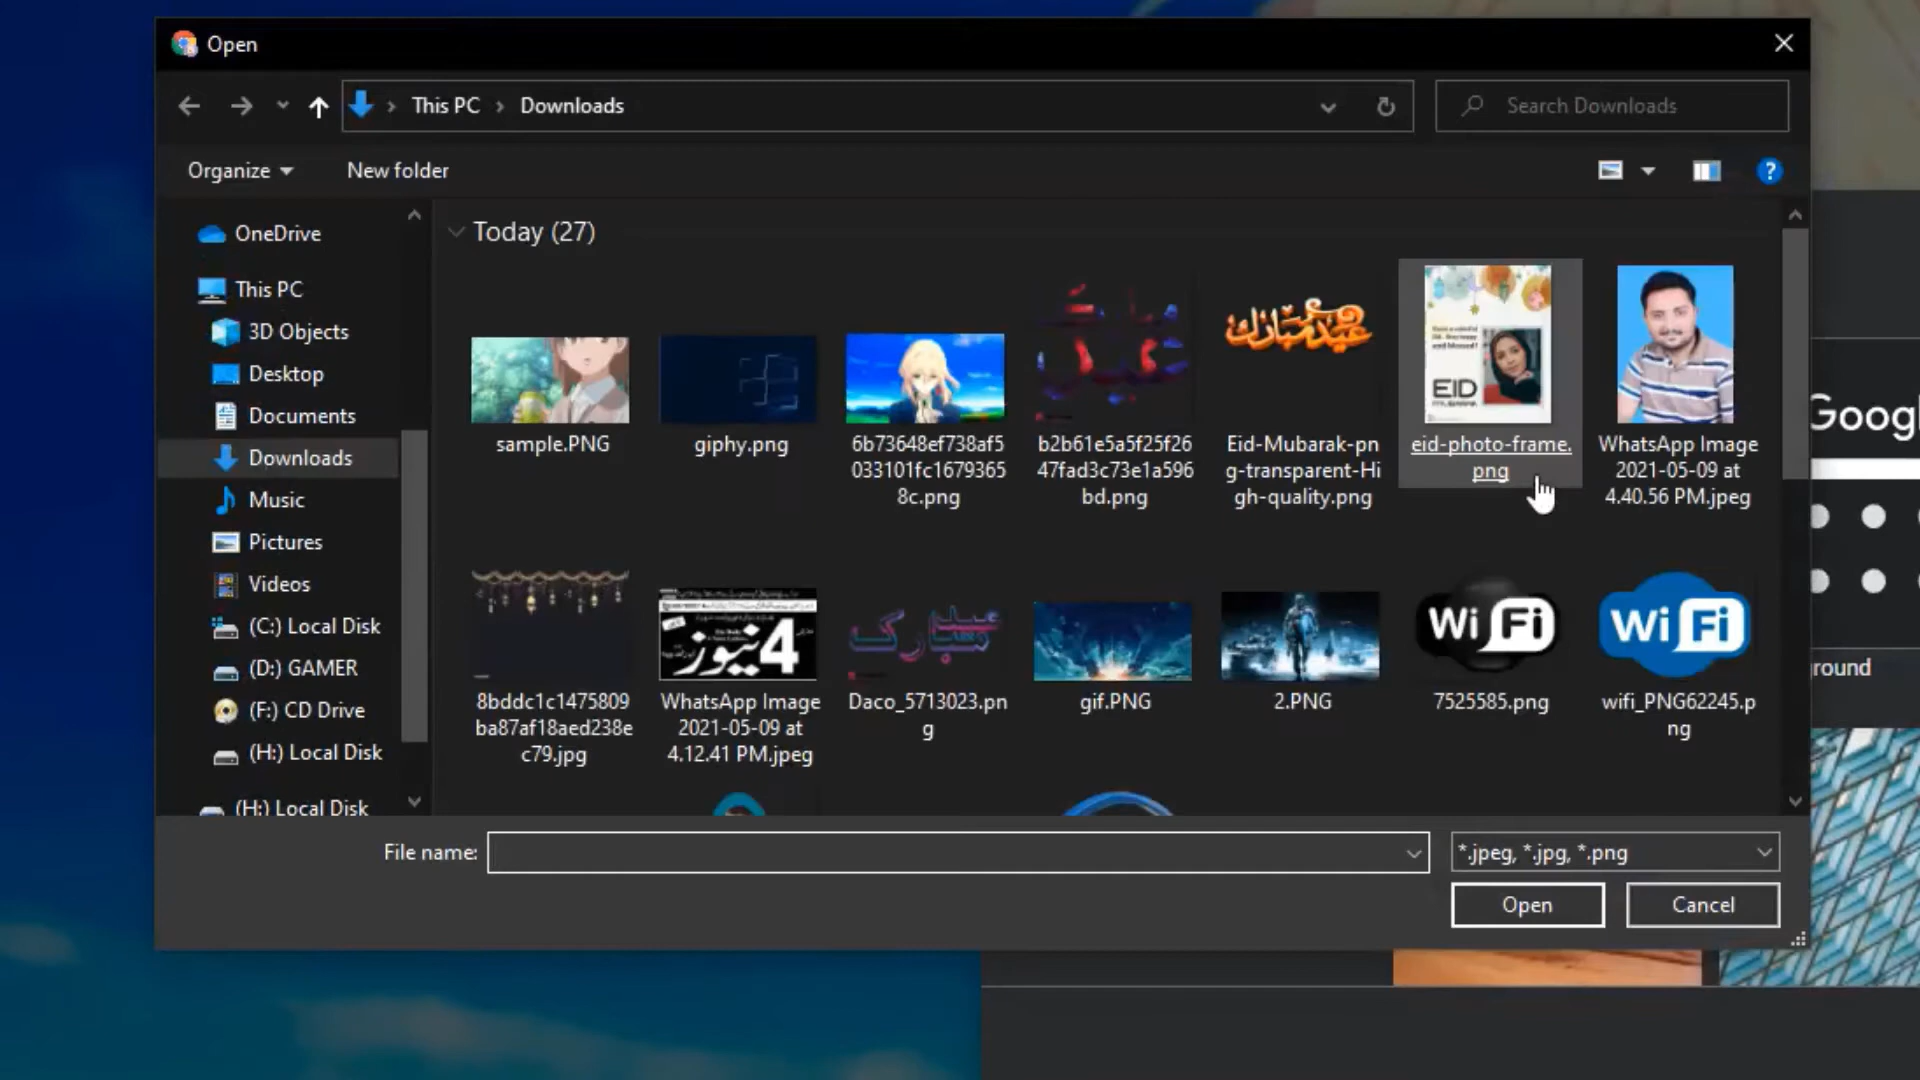 Open
This PC
Downloads
Search Downloads
Organize
New folder
OneDrive
This PC
3D Objects
Desktop
Documents
Downloads
Music
Pictures
Videos
(C:) Local Disk
(D:) GAMER
(F:) CD Drive
(H:) Local Disk
(H:) Local Disk
Today (27)
عید مبارک
EID
sample.PNG
giphy.png
6b73648ef738af5
033101fc1679365
8c.png
b2b61e5a5f25f26
47fad3c73e1a596
bd.png
Eid-Mubarak-pn
g-transparent-Hi
gh-quality.png
eid-photo-frame.
png
WhatsApp Image
2021-05-09 at
4.40.56 PM.jpeg
4نیوز
عید
مبارک
Wi Fi
Wi Fi
8bddc1c1475809
ba87af18aed238e
c79.jpg
WhatsApp Image
2021-05-09 at
4.12.41 PM.jpeg
Daco_5713023.pn
g
gif.PNG
2.PNG
7525585.png
wifi_PNG62245.p
ng
File name:
*.jpeg, *.jpg, *.png
Open
Cancel
Googl
round